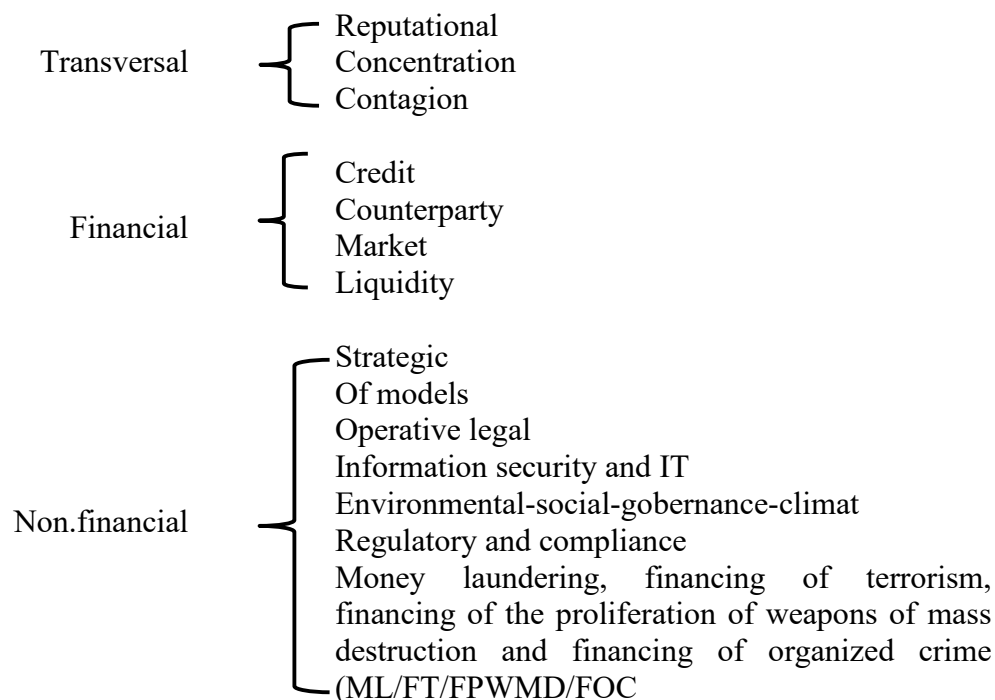 Transversal
Reputational
Concentration
Contagion
Financial
Credit
Counterparty
Market
Liquidity
Non.financial
Strategic
Of models
Operative legal
Information security and IT
Environmental-social-gobernance-climat
Regulatory and compliance
Money laundering, financing of terrorism,
financing of the proliferation of weapons of mass
destruction and financing of organized crime
(ML/FT/FPWMD/FOC